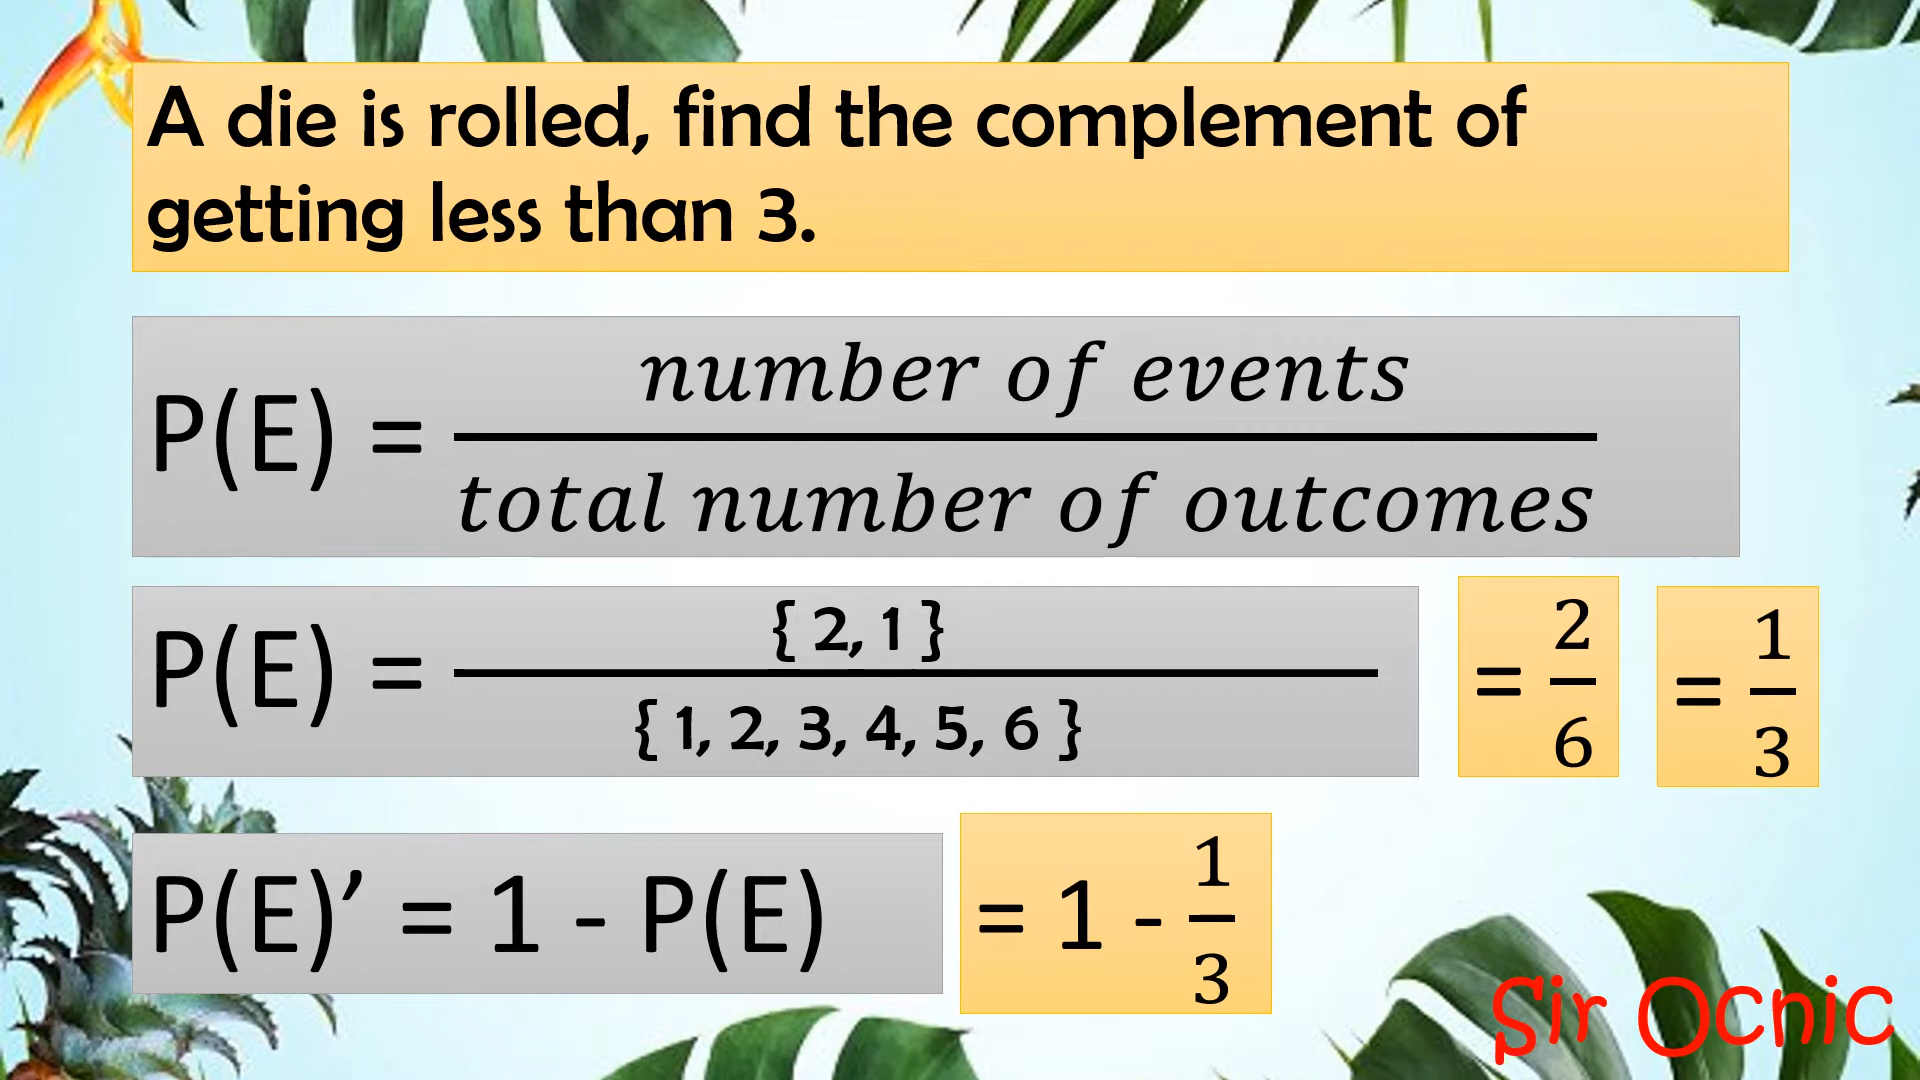 A die is rolled, find the complement of
getting less than 3.
P(E) = number of events / total number of outcomes
P(E) = { 2, 1 } / { 1, 2, 3, 4, 5, 6 } = 2/6 = 1/3
P(E)’ = 1 - P(E) = 1 - 1/3
Sir Ocnic